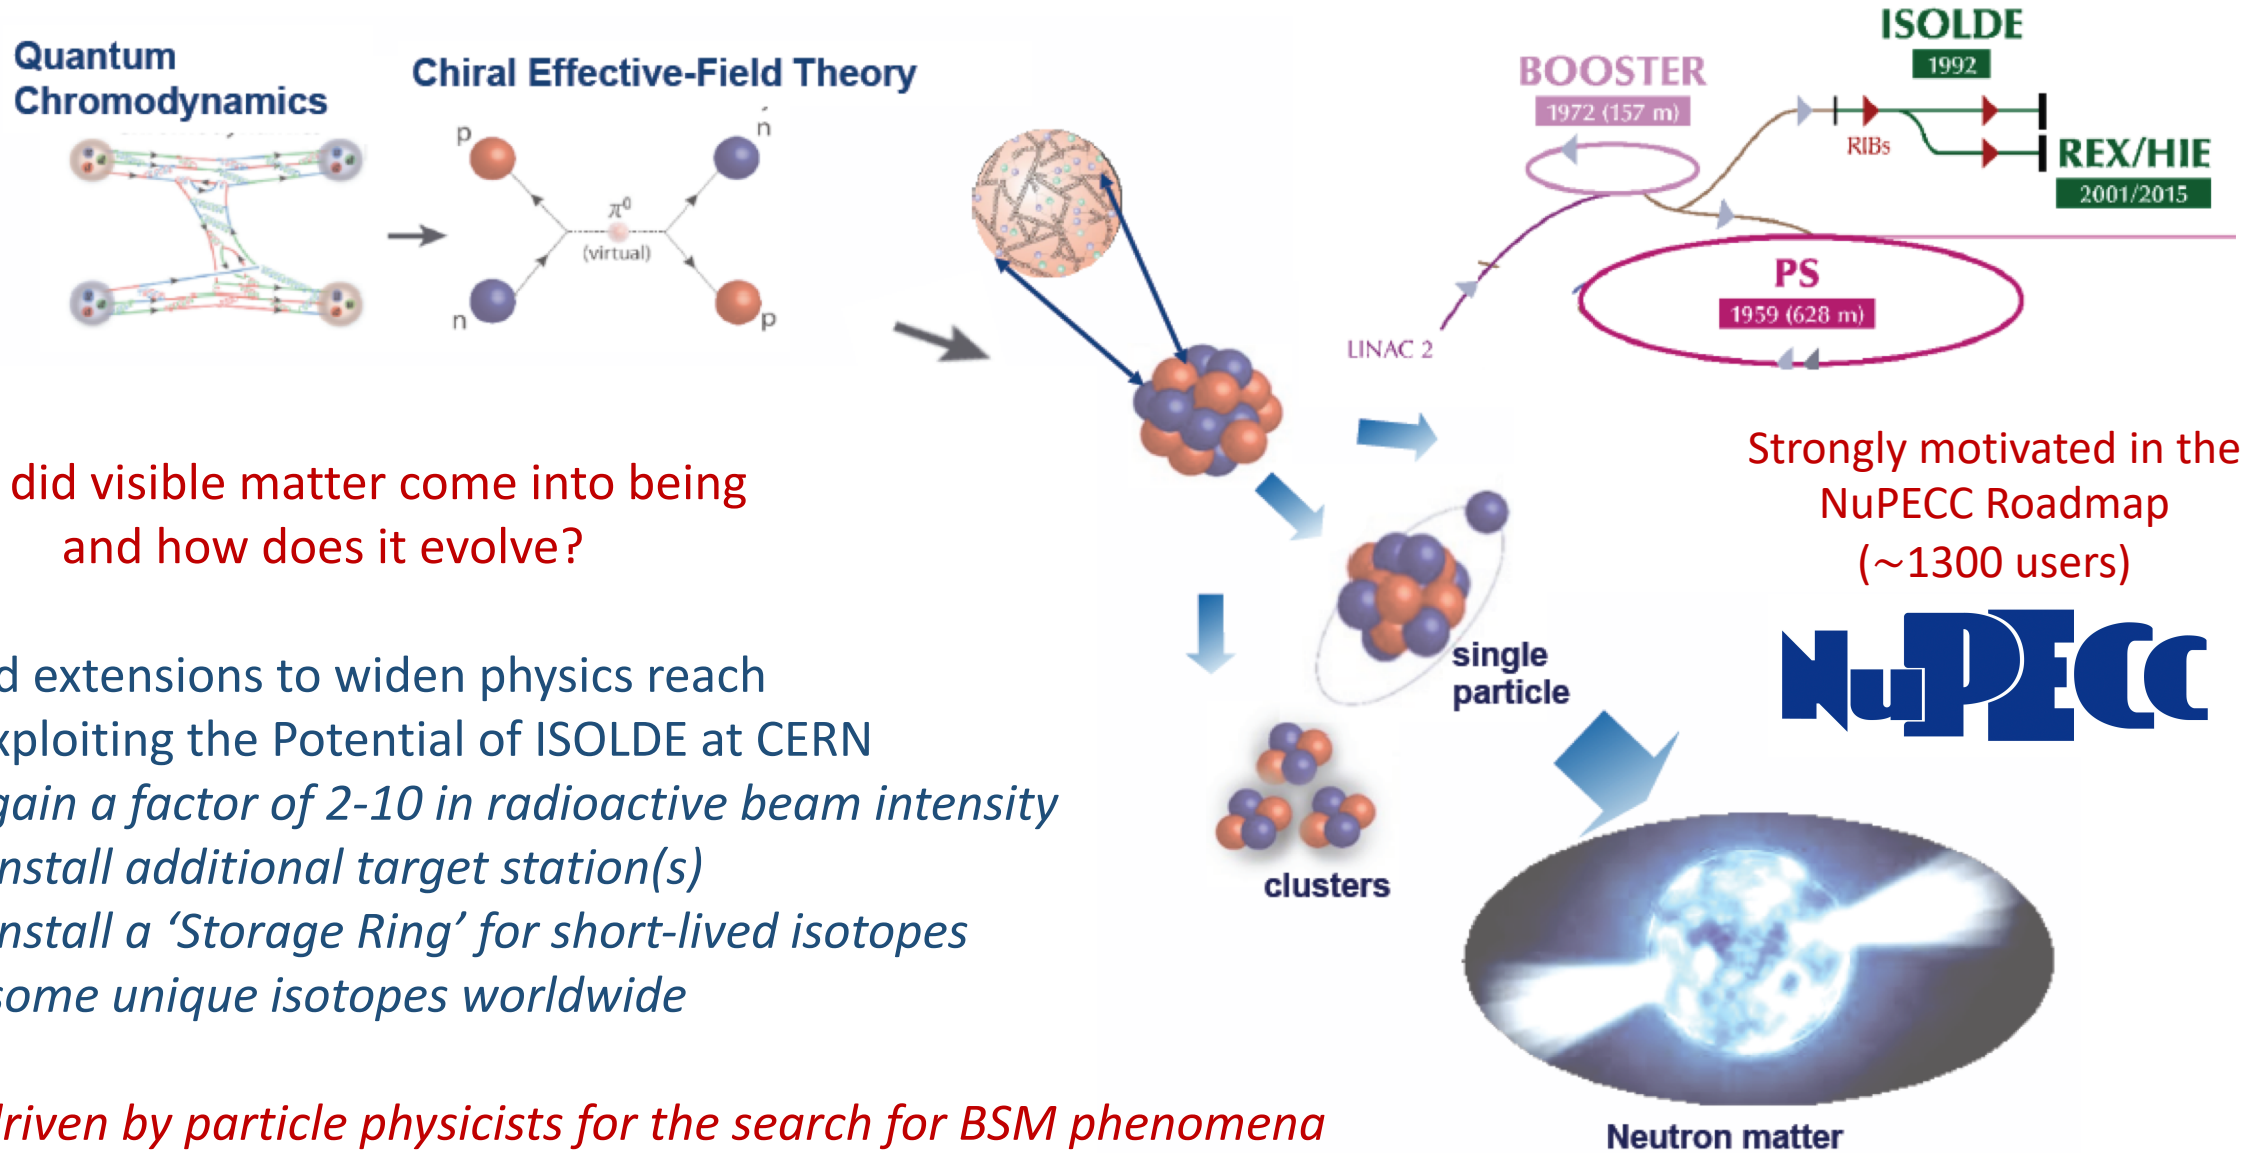 Quantum
Chromodynamics
Chiral Effective-Field Theory
p
n
π⁰
(virtual)
n
p
ISOLDE
1992
BOOSTER
1972 (157 m)
RIBs
REX/HIE
2001/2015
PS
1959 (628 m)
LINAC 2
did visible matter come into being
and how does it evolve?
Strongly motivated in the
NuPECC Roadmap
(~1300 users)
NuPECC
d extensions to widen physics reach
xploiting the Potential of ISOLDE at CERN
gain a factor of 2-10 in radioactive beam intensity
nstall additional target station(s)
nstall a ‘Storage Ring’ for short-lived isotopes
some unique isotopes worldwide
single
particle
clusters
driven by particle physicists for the search for BSM phenomena
Neutron matter